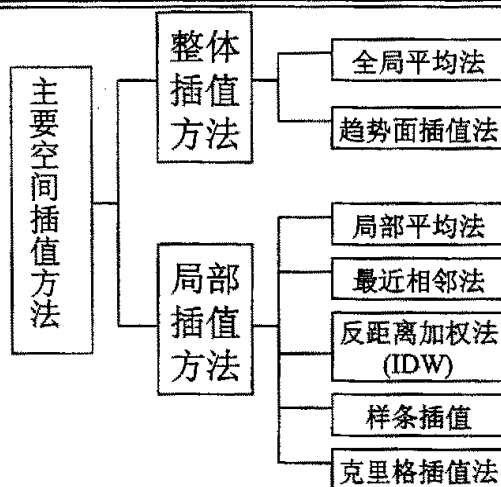 主要空间插值方法
整体
插值
方法
全局平均法
趋势面插值法
局部
插值
方法
局部平均法
最近相邻法
反距离加权法
(IDW)
样条插值
克里格插值法